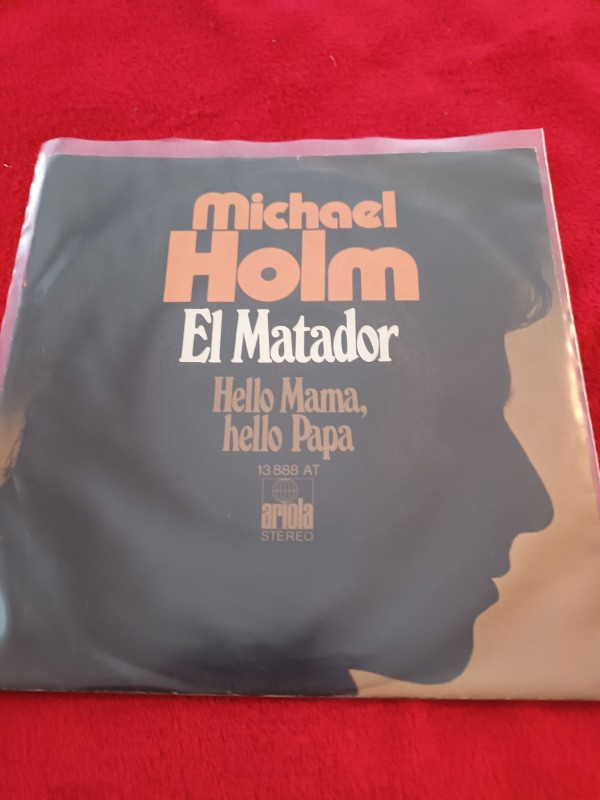 Michael
Holm
El Matador
Hello Mama,
hello Papa
13 888 AT
ariola
STEREO